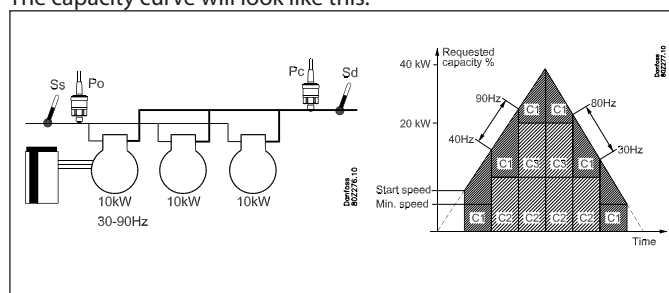 The capacity curve will look like this:
Ss
Po
Pc
Sd
10kW
10kW
10kW
30-90Hz
Danfoss
80Z276.10
Requested
capacity %
40 kW
20 kW
Start speed
Min. speed
Time
90Hz
40Hz
80Hz
30Hz
C1
C1
C1
C3
C3
C1
C1
C2
C2
C2
C2
C1
Danfoss
80Z277.10